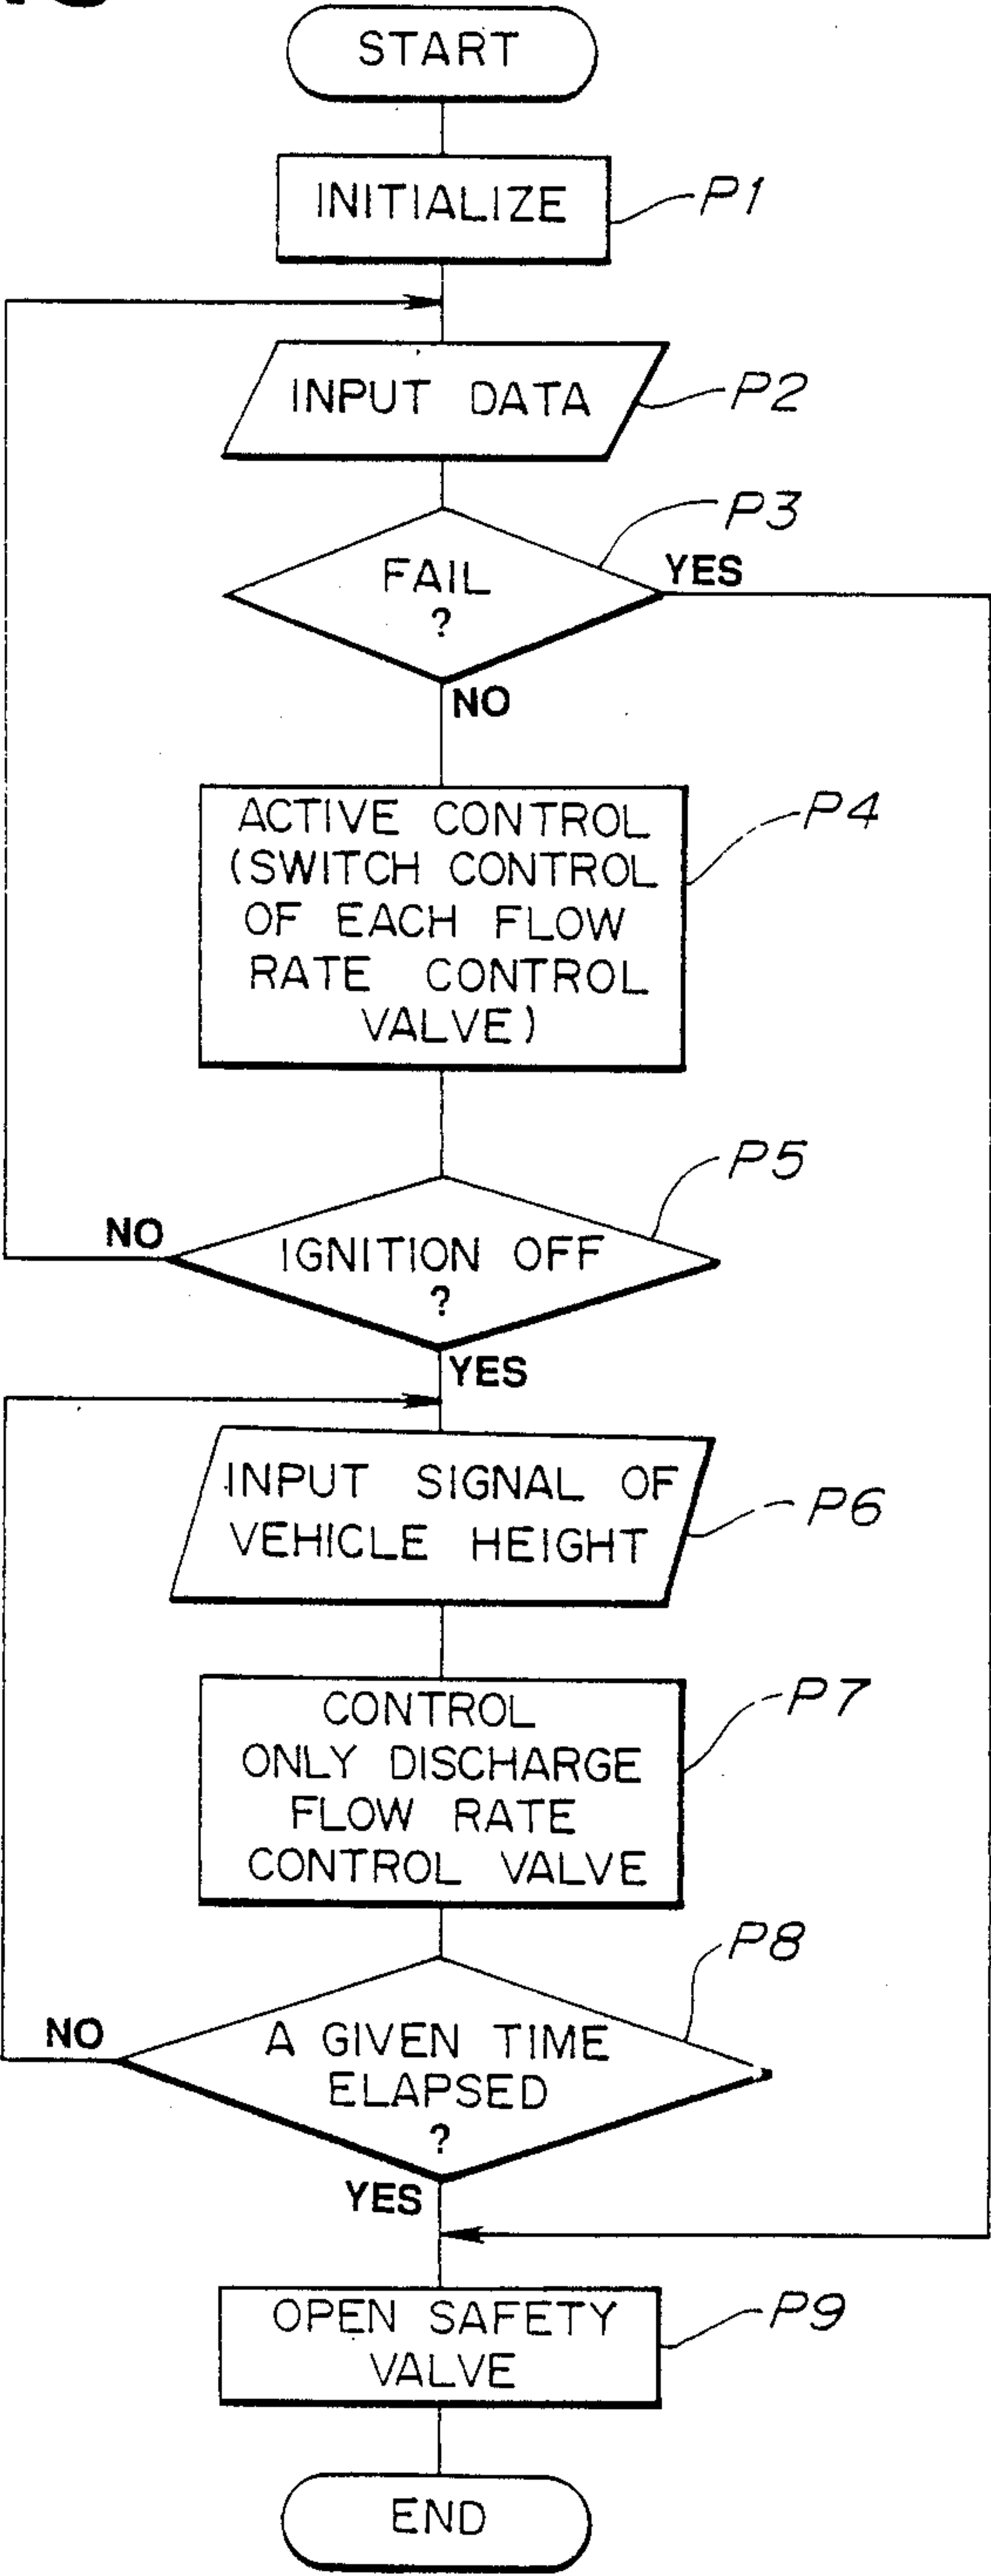 START
INITIALIZE
P1
INPUT DATA
P2
P3
FAIL
?
YES
NO
ACTIVE CONTROL
(SWITCH CONTROL
OF EACH FLOW
RATE CONTROL
VALVE)
P4
P5
NO
IGNITION OFF
?
YES
INPUT SIGNAL OF
VEHICLE HEIGHT
P6
CONTROL
ONLY DISCHARGE
FLOW RATE
CONTROL VALVE
P7
P8
NO
A GIVEN TIME
ELAPSED
?
YES
OPEN SAFETY
VALVE
P9
END